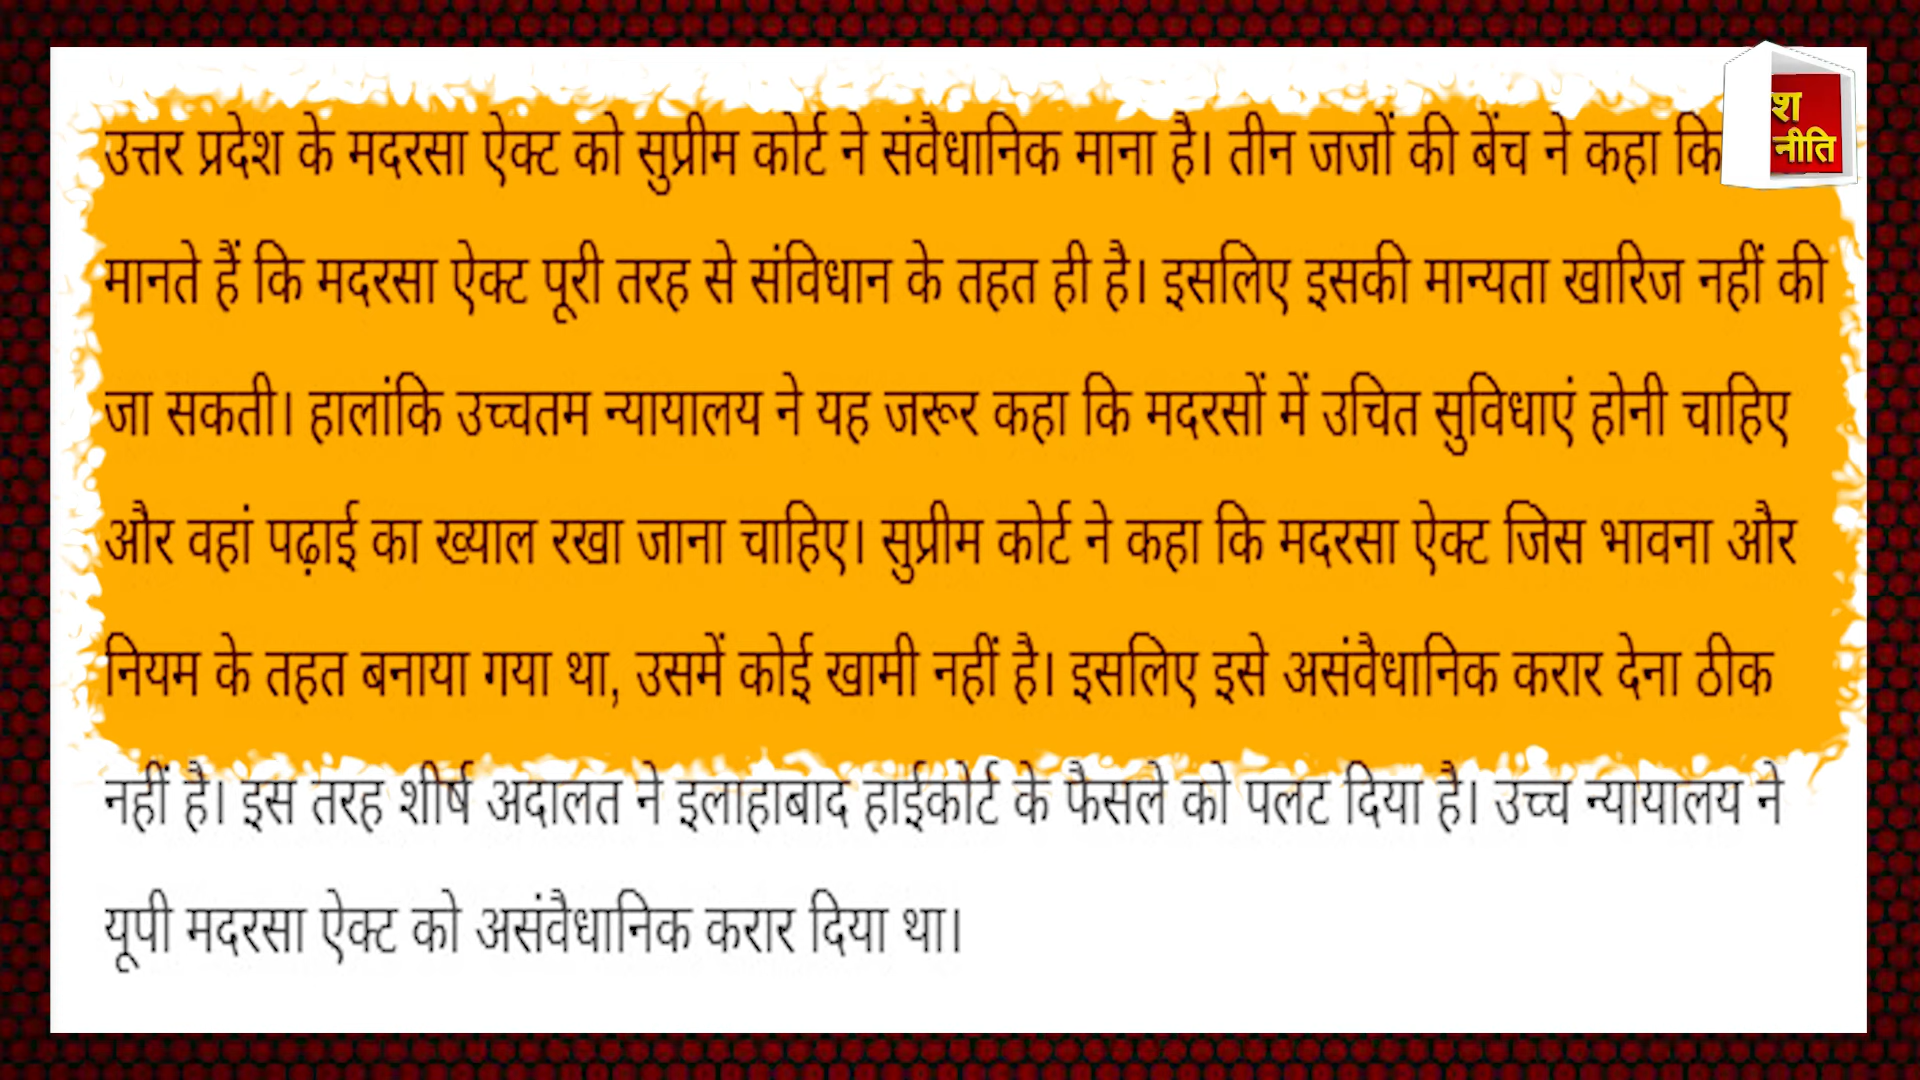 उत्तर प्रदेश के मदरसा ऐक्ट को सुप्रीम कोर्ट ने संवैधानिक माना है। तीन जजों की बेंच ने कहा कि
मानते हैं कि मदरसा ऐक्ट पूरी तरह से संविधान के तहत ही है। इसलिए इसकी मान्यता खारिज नहीं की
जा सकती। हालांकि उच्चतम न्यायालय ने यह जरूर कहा कि मदरसों में उचित सुविधाएं होनी चाहिए
और वहां पढ़ाई का ख्याल रखा जाना चाहिए। सुप्रीम कोर्ट ने कहा कि मदरसा ऐक्ट जिस भावना और
नियम के तहत बनाया गया था, उसमें कोई खामी नहीं है। इसलिए इसे असंवैधानिक करार देना ठीक
नहीं है। इस तरह शीर्ष अदालत ने इलाहाबाद हाईकोर्ट के फैसले को पलट दिया है। उच्च न्यायालय ने
यूपी मदरसा ऐक्ट को असंवैधानिक करार दिया था।
श
नीति